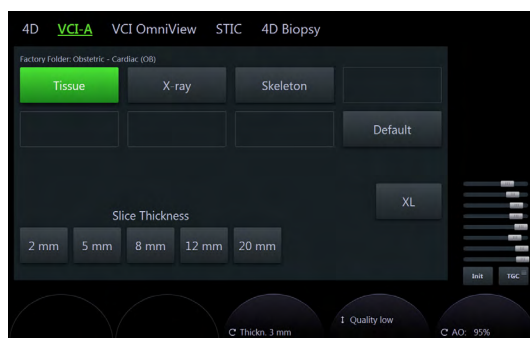 4D VCI-A VCI OmniView STIC 4D Biopsy
Factory Folder: Obstetric - Cardiac (OB)
Tissue X-ray Skeleton
Default
XL
Slice Thickness
2 mm 5 mm 8 mm 12 mm 20 mm
Init TGC
Quality low
Thickn. 3 mm AO: 95%